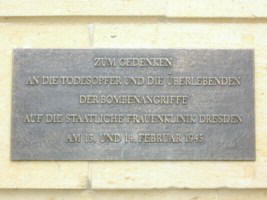 ZUM GEDENKEN
AN DIE TODESOPFER UND DIE ÜBERLEBENDEN
DER BOMBENANGRIFFE
AUF DIE STAATLICHE FRAUENKLINIK DRESDEN
AM 13. UND 14. FEBRUAR 1945